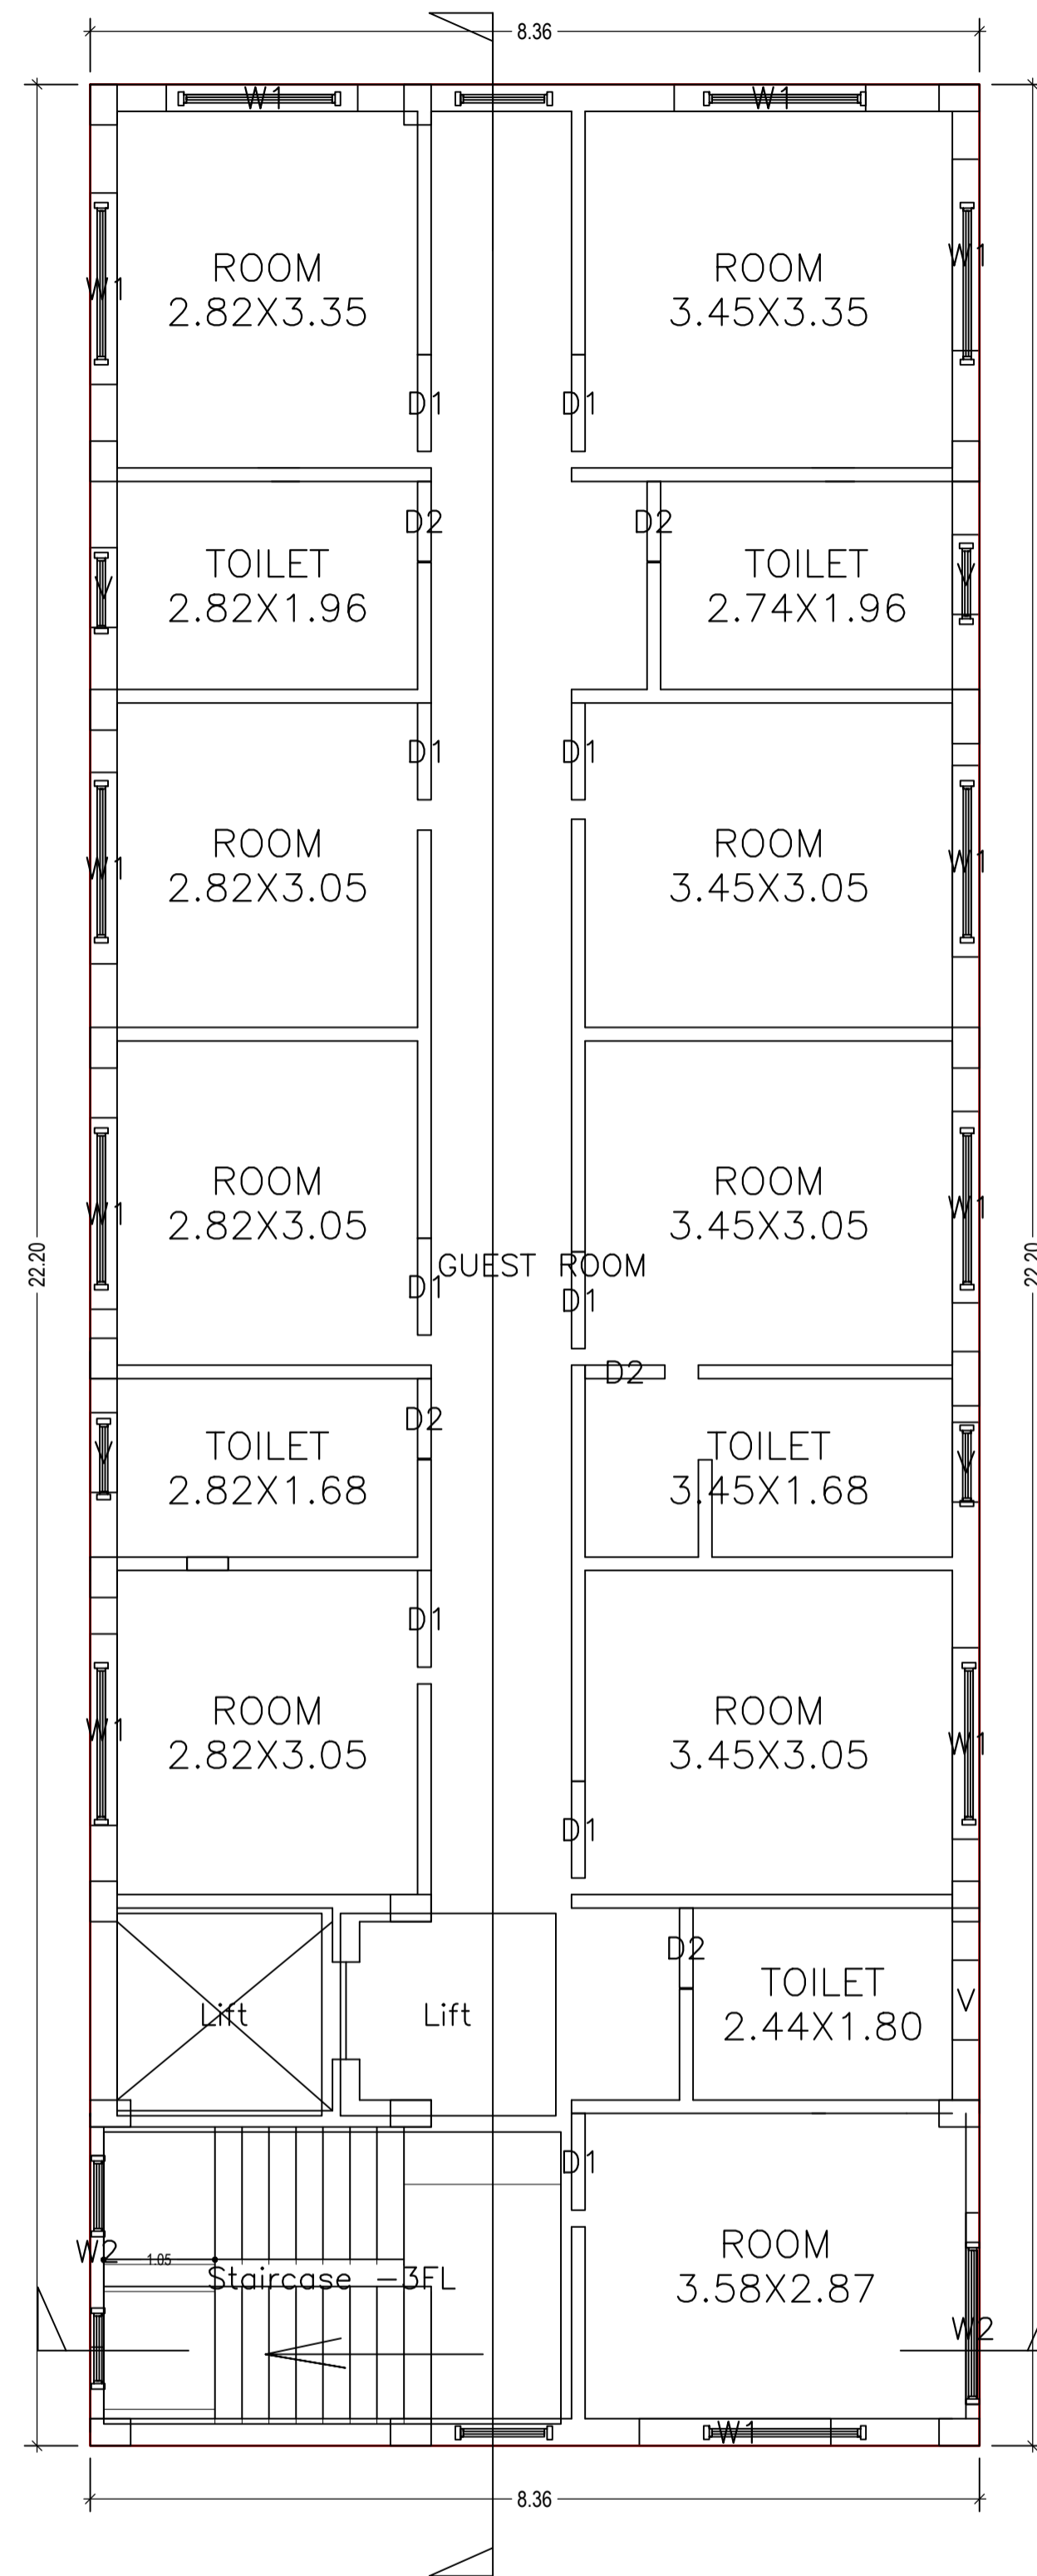 8.36
W1
W1
W1
W1
ROOM
2.82X3.35
ROOM
3.45X3.35
D1
D1
D2
D2
TOILET
2.82X1.96
TOILET
2.74X1.96
V
V
D1
D1
ROOM
2.82X3.05
ROOM
3.45X3.05
W1
W1
ROOM
2.82X3.05
ROOM
3.45X3.05
W1
W1
22.20
22.20
GUEST ROOM
D1
D1
D2
D2
TOILET
2.82X1.68
TOILET
3.45X1.68
V
V
D1
ROOM
2.82X3.05
ROOM
3.45X3.05
W1
W1
D1
D2
TOILET
2.44X1.80
V
Lift
Lift
D1
W2
1.05
Staircase -3FL
ROOM
3.58X2.87
W2
W1
8.36